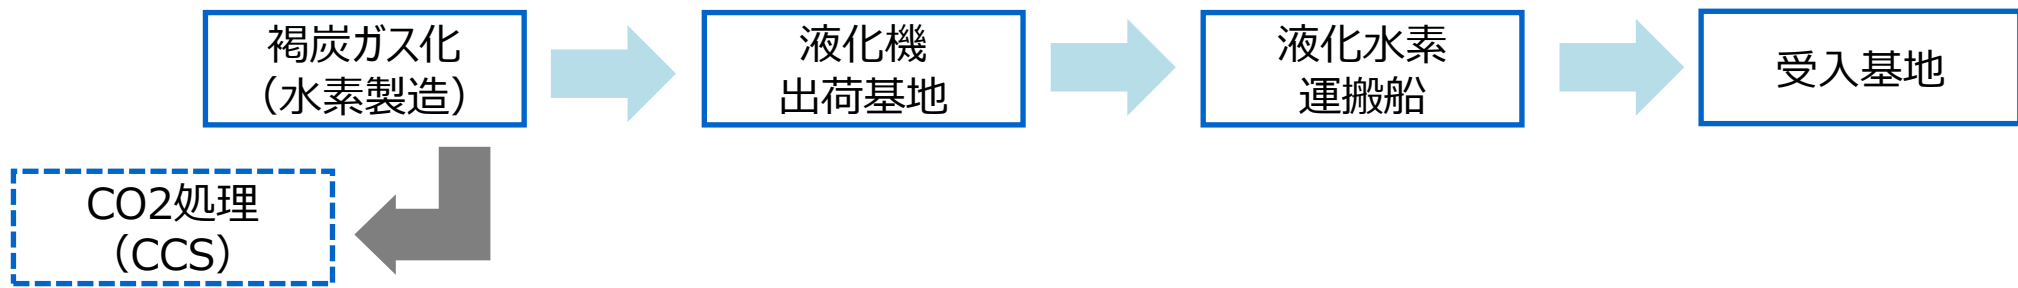 褐炭ガス化
（水素製造）
液化機
出荷基地
液化水素
運搬船
受入基地
CO2処理
（CCS）